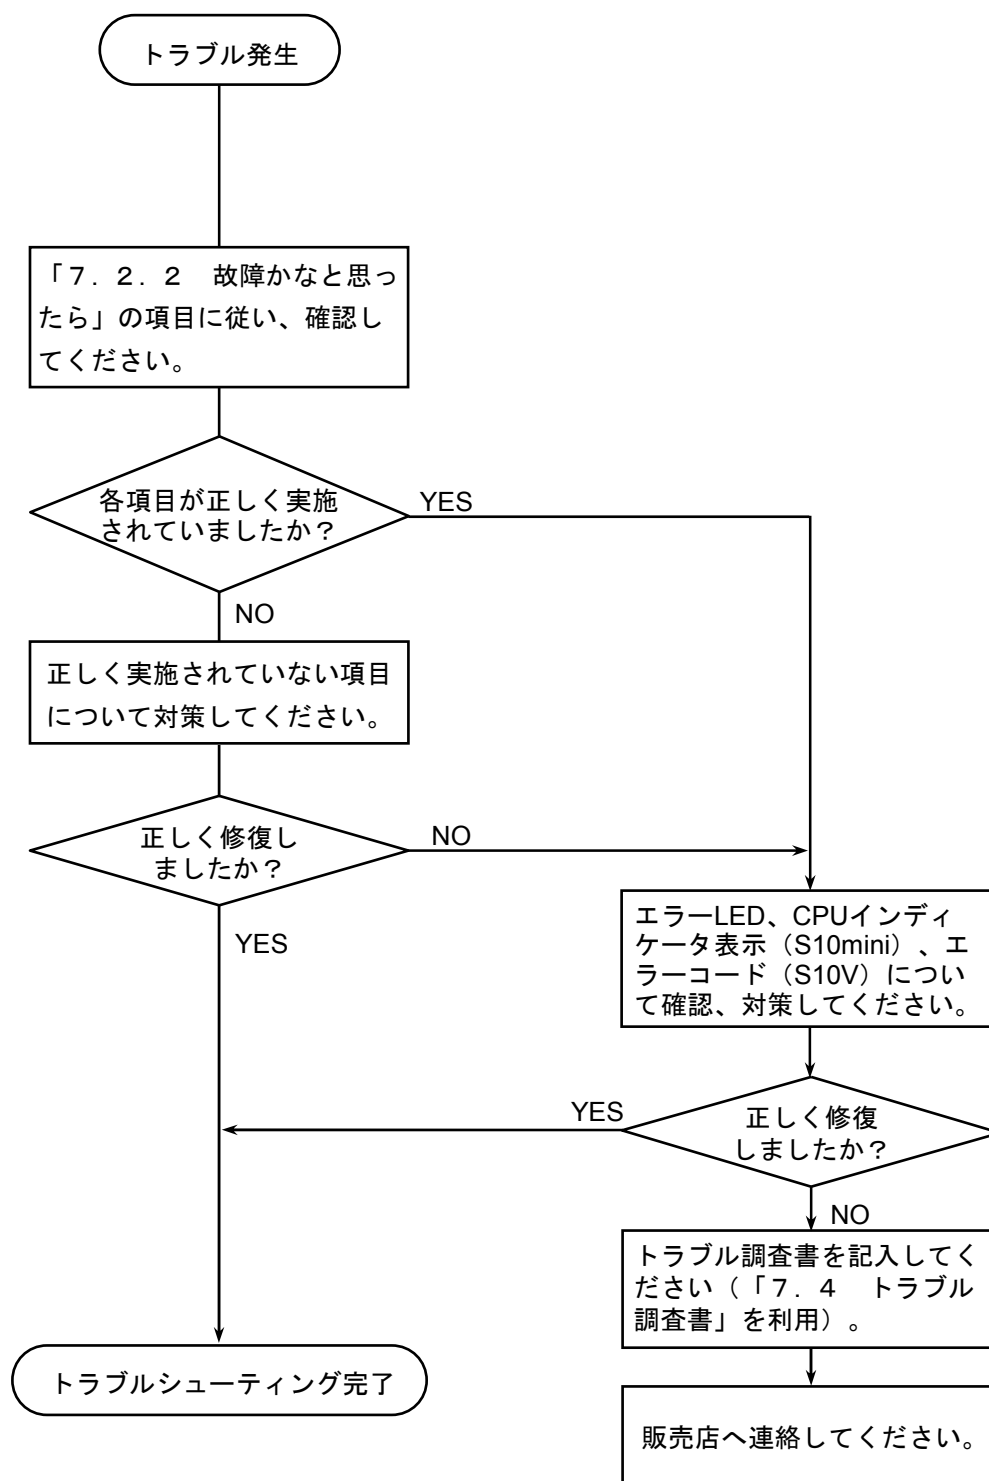 トラブル発生
「７．２．２　故障かなと思っ
たら」の項目に従い、確認し
てください。
各項目が正しく実施
されていましたか？
YES
NO
正しく実施されていない項目
について対策してください。
正しく修復し
ましたか？
NO
YES
エラーLED、CPUインディ
ケータ表示（S10mini）、エ
ラーコード（S10V）につい
て確認、対策してください。
正しく修復
しましたか？
YES
NO
トラブル調査書を記入してく
ださい（「７．４　トラブル
調査書」を利用）。
トラブルシューティング完了
販売店へ連絡してください。